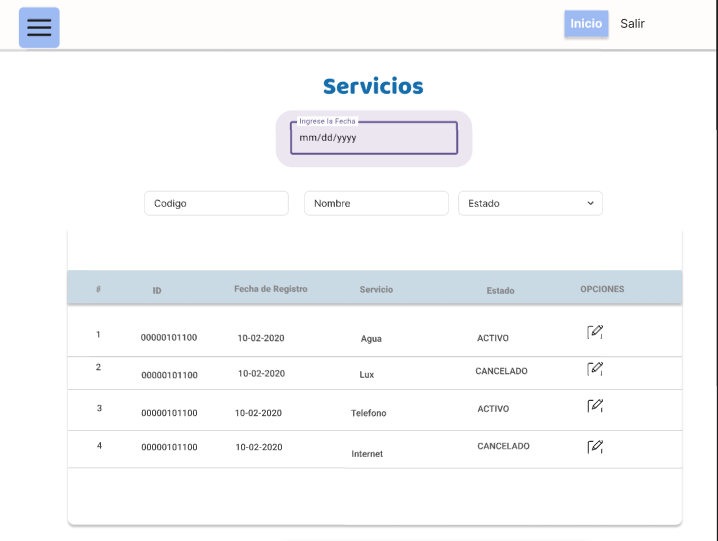 Inicio Salir
Servicios
Ingrese la Fecha
mm/dd/yyyy
Codigo Nombre Estado
# ID Fecha de Registro Servicio Estado OPCIONES
1 00000101100 10-02-2020 Agua ACTIVO
2 00000101100 10-02-2020 Lux CANCELADO
3 00000101100 10-02-2020 Telefono ACTIVO
4 00000101100 10-02-2020 Internet CANCELADO